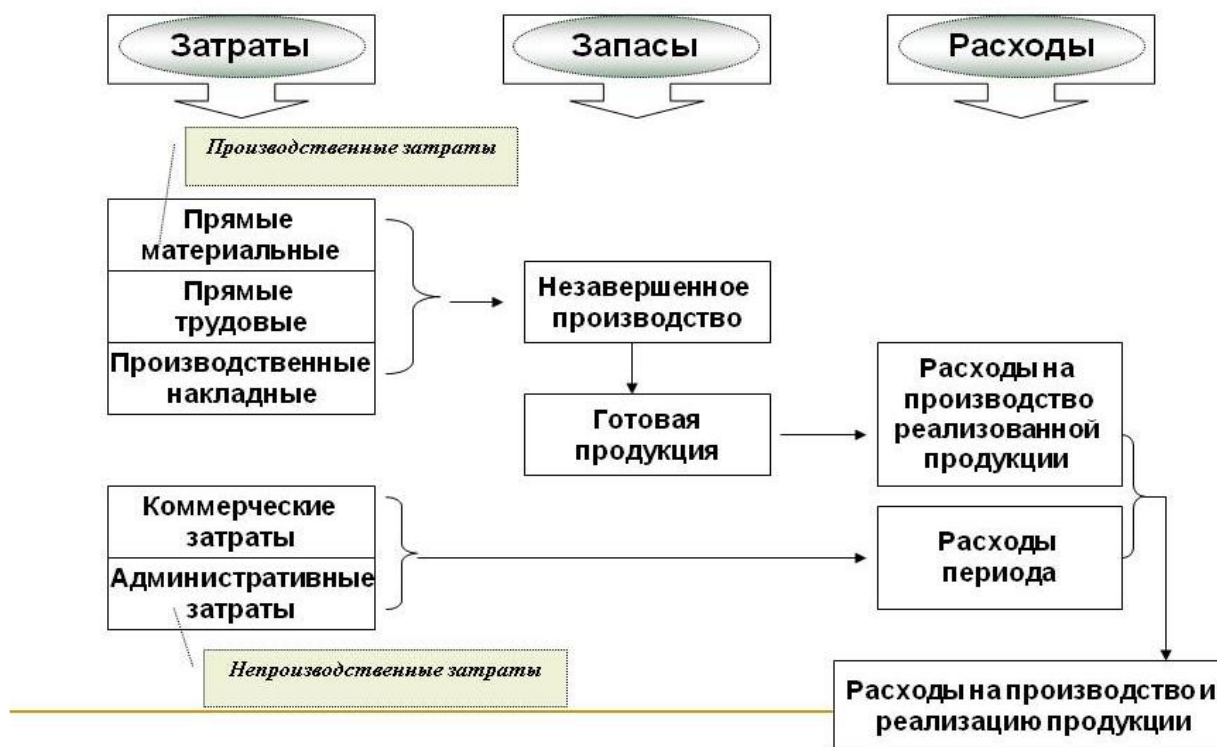 Затраты
Запасы
Расходы
Производственные затраты
Прямые
материальные
Прямые
трудовые
Производственные
накладные
Незавершенное
производство
Готовая
продукция
Расходы на
производство
реализованной
продукции
Коммерческие
затраты
Административные
затраты
Расходы
периода
Непроизводственные затраты
Расходы на производство и
реализацию продукции